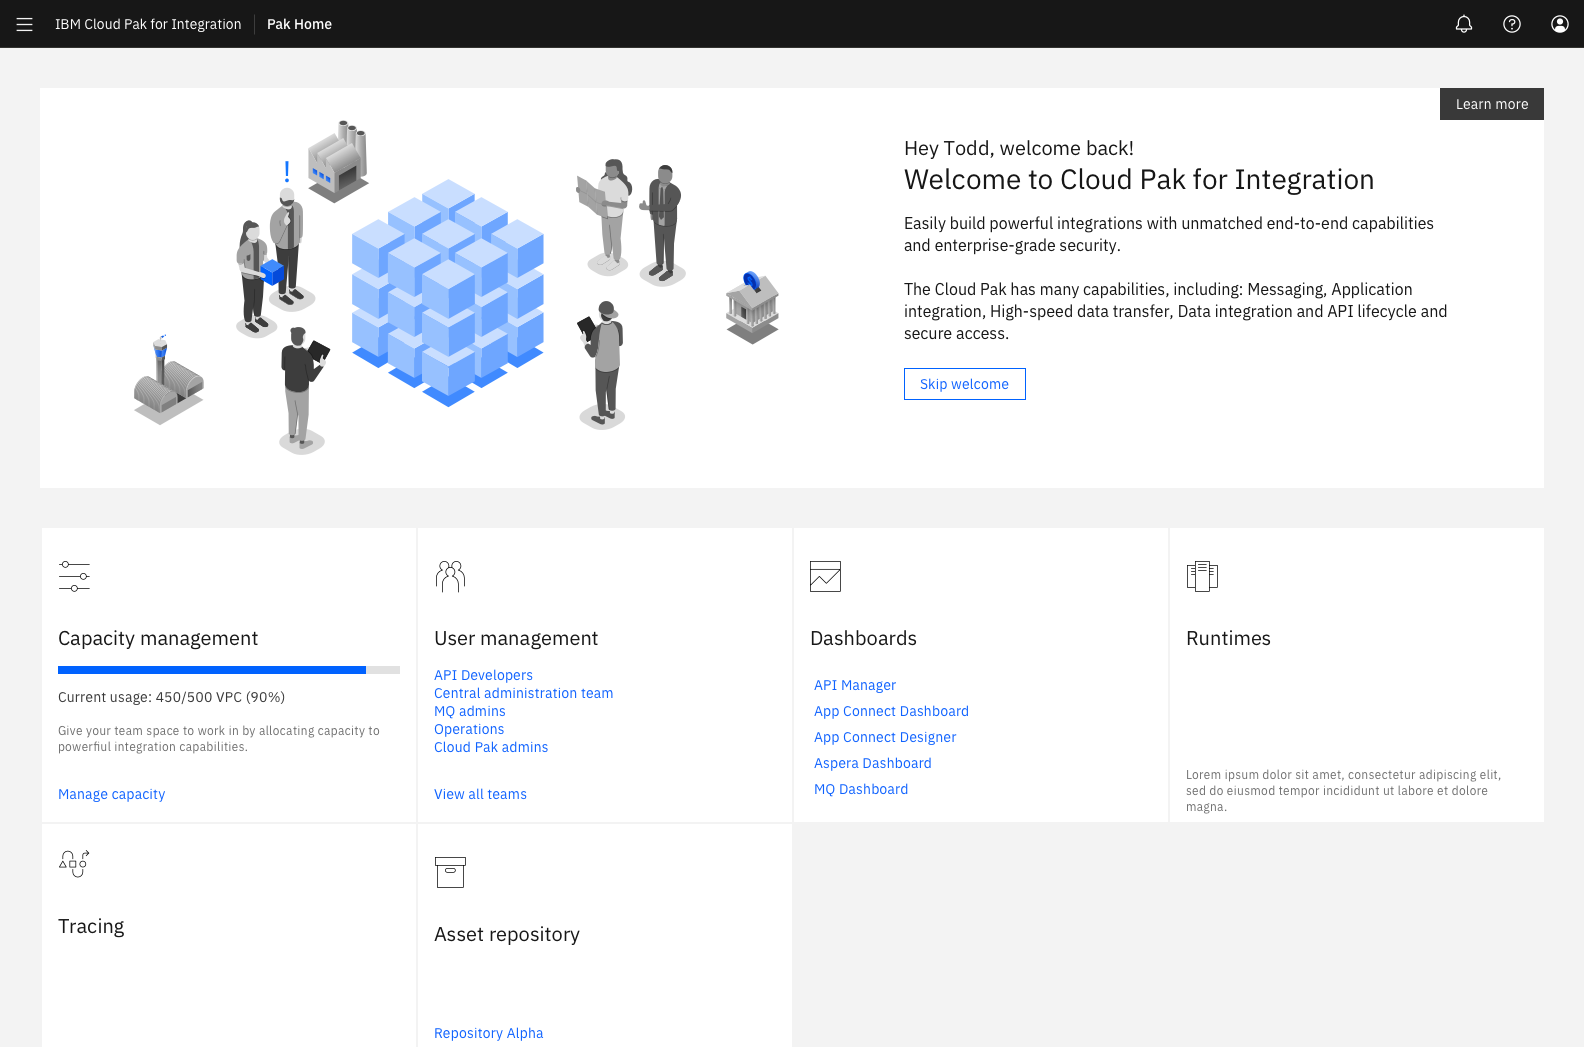 IBM Cloud Pak for Integration
Pak Home
Learn more
Hey Todd, welcome back!
Welcome to Cloud Pak for Integration
Easily build powerful integrations with unmatched end-to-end capabilities
and enterprise-grade security.
The Cloud Pak has many capabilities, including: Messaging, Application
integration, High-speed data transfer, Data integration and API lifecycle and
secure access.
Skip welcome
!
Capacity management
Current usage: 450/500 VPC (90%)
Give your team space to work in by allocating capacity to
powerfiul integration capabilities.
Manage capacity
User management
API Developers
Central administration team
MQ admins
Operations
Cloud Pak admins
View all teams
Dashboards
API Manager
App Connect Dashboard
App Connect Designer
Aspera Dashboard
MQ Dashboard
Runtimes
Lorem ipsum dolor sit amet, consectetur adipiscing elit,
sed do eiusmod tempor incididunt ut labore et dolore
magna.
Tracing
Asset repository
Repository Alpha